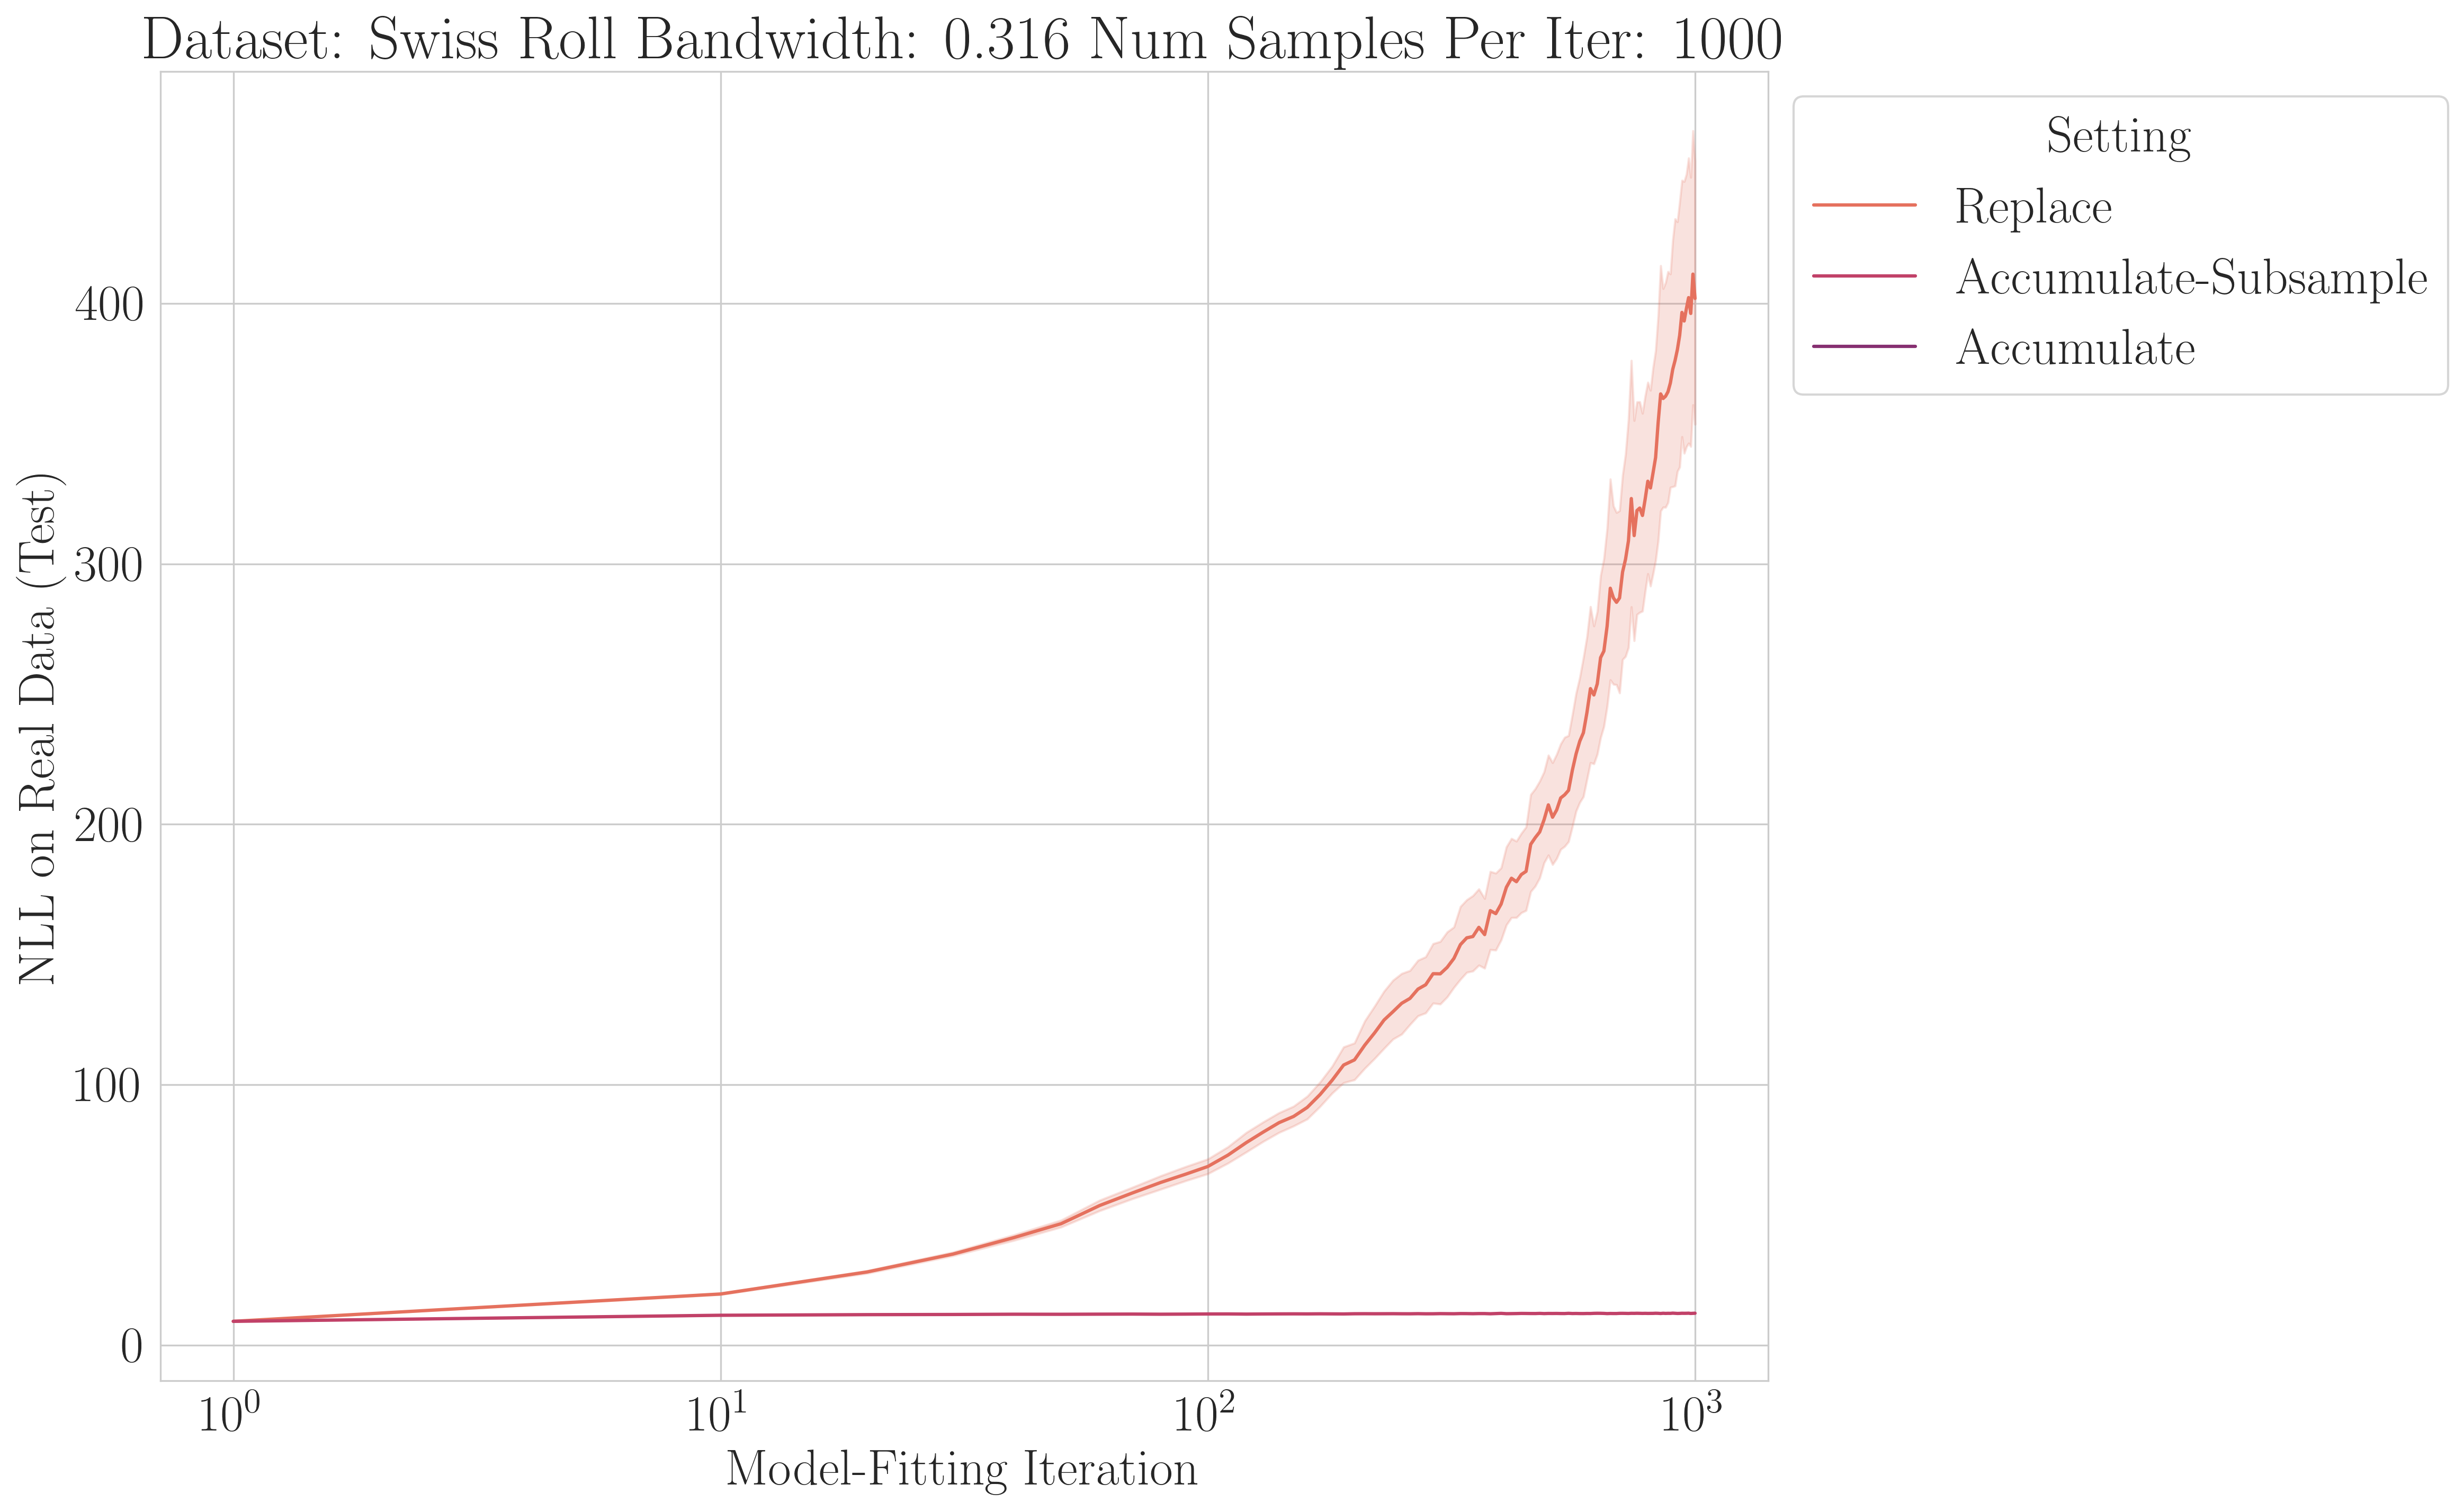 Dataset: Swiss Roll Bandwidth: 0.316 Num Samples Per Iter: 1000
Setting
Replace
Accumulate-Subsample
Accumulate
NLL on Real Data (Test)
400
300
200
100
0
10⁰ 10¹ 10² 10³
Model-Fitting Iteration